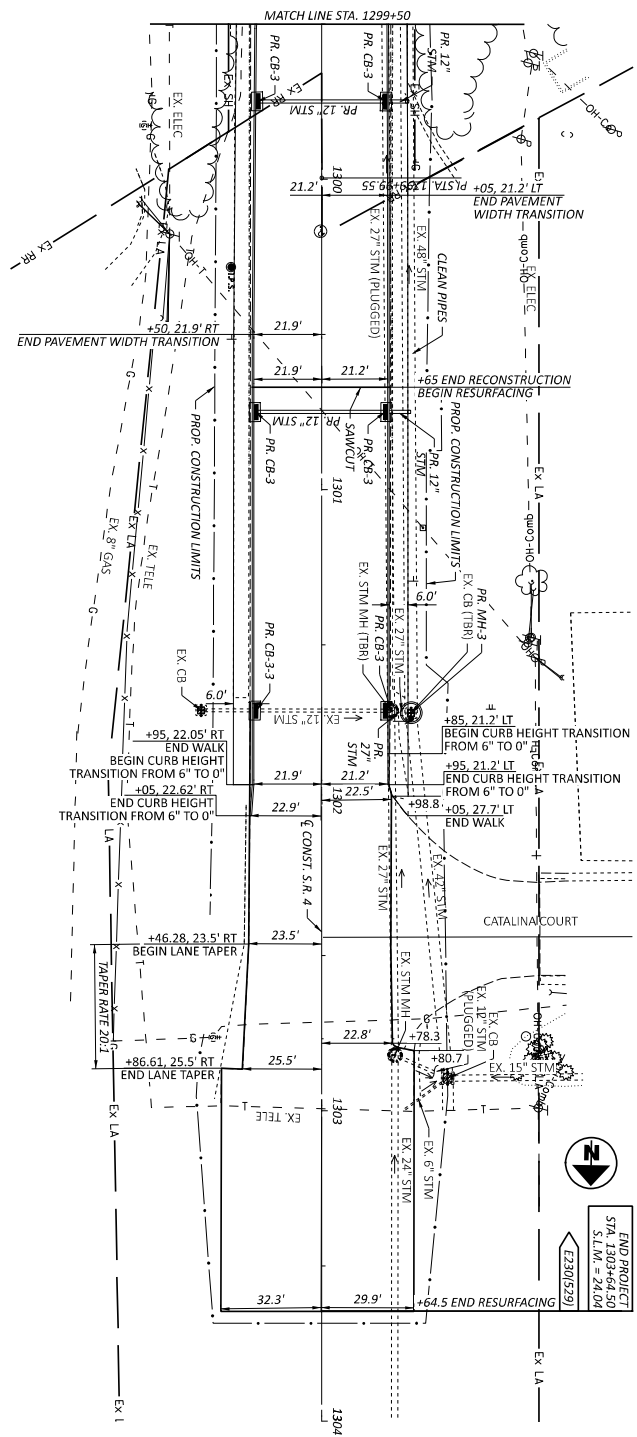 MATCH LINE STA. 1299+50
PR. CB-3
PR. CB-3
PR. 12"
STM
EX SH
EX SH
EX. ELEC
G
Ex RR
PR. 12" STM
OH-C
1300
PI STA. 1299+99.55
21.2'
+05, 21.2' LT
END PAVEMENT
WIDTH TRANSITION
Ex RR
Ex LA
OH-T
EX. 27" STM (PLUGGED)
EX. 48" STM
CLEAN PIPES
EX. ELEC
OH-Comb
I.P.S.
+50, 21.9' RT
END PAVEMENT WIDTH TRANSITION
21.9'
21.9'
21.2'
+65 END RECONSTRUCTION
BEGIN RESURFACING
PR. 12" STM
PR. CB-3
SAWCUT
PR. CB-3
PR. 12"
STM
PROP. CONSTRUCTION LIMITS
PROP. CONSTRUCTION LIMITS
1301
Ex LA
OH-Comb
EX. 8" GAS
Ex LA
EX. TELE
EX. STM MH (TBR)
EX. 27" STM
EX. CB (TBR)
PR. MH-3
6.0'
PR. CB-3-3
PR. CB-3
EX. CB
6.0'
EX. 12" STM
PR.
27"
STM
+95, 22.05' RT
END WALK
BEGIN CURB HEIGHT
TRANSITION FROM 6" TO 0"
+05, 22.62' RT
END CURB HEIGHT
TRANSITION FROM 6" TO 0"
+85, 21.2' LT
BEGIN CURB HEIGHT TRANSITION
FROM 6" TO 0"
+95, 21.2' LT
END CURB HEIGHT TRANSITION
FROM 6" TO 0"
+05, 27.7' LT
END WALK
21.9'
21.2'
22.5'
+98.8
22.9'
1302
℄ CONST. S.R. 4
EX. 27" STM
EX. 42" STM
CATALINA COURT
+46.28, 23.5' RT
BEGIN LANE TAPER
23.5'
TAPER RATE 20:1
EX. STM MH
EX. 12" STM
(PLUGGED)
EX. CB
22.8'
+78.3
+80.7
EX. 15" STM
+86.61, 25.5' RT
END LANE TAPER
25.5'
1303
EX. TELE
EX. 24" STM
EX. 6" STM
Ex LA
Ex LA
N
END PROJECT
STA. 1303+64.50
S.L.M. = 24.04
E230(529)
32.3'
29.9'
+64.5 END RESURFACING
Ex LA
1304